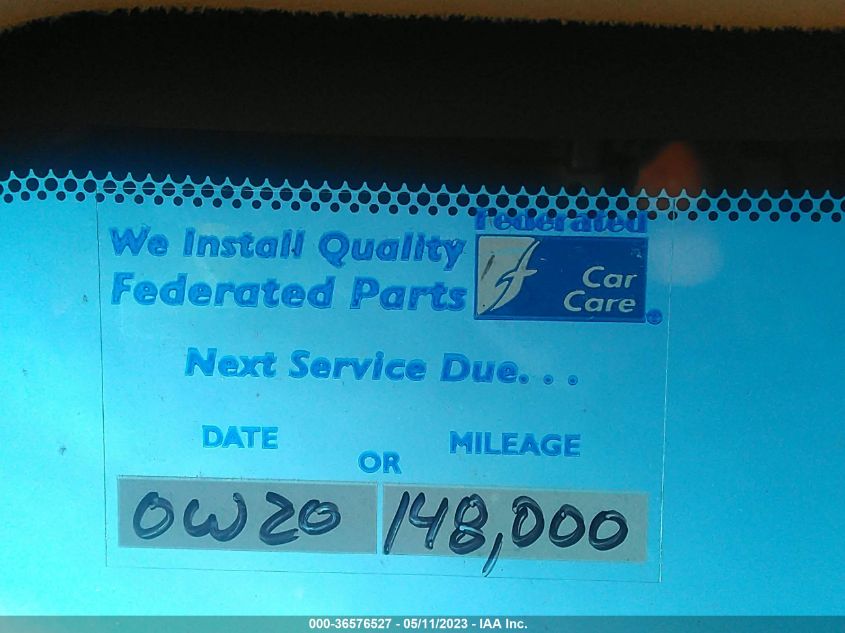 Federated
We Install Quality
Federated Parts
Car
Care®
Next Service Due. . .
DATE OR MILEAGE
0W20 148,000
000-36576527 - 05/11/2023 - IAA Inc.